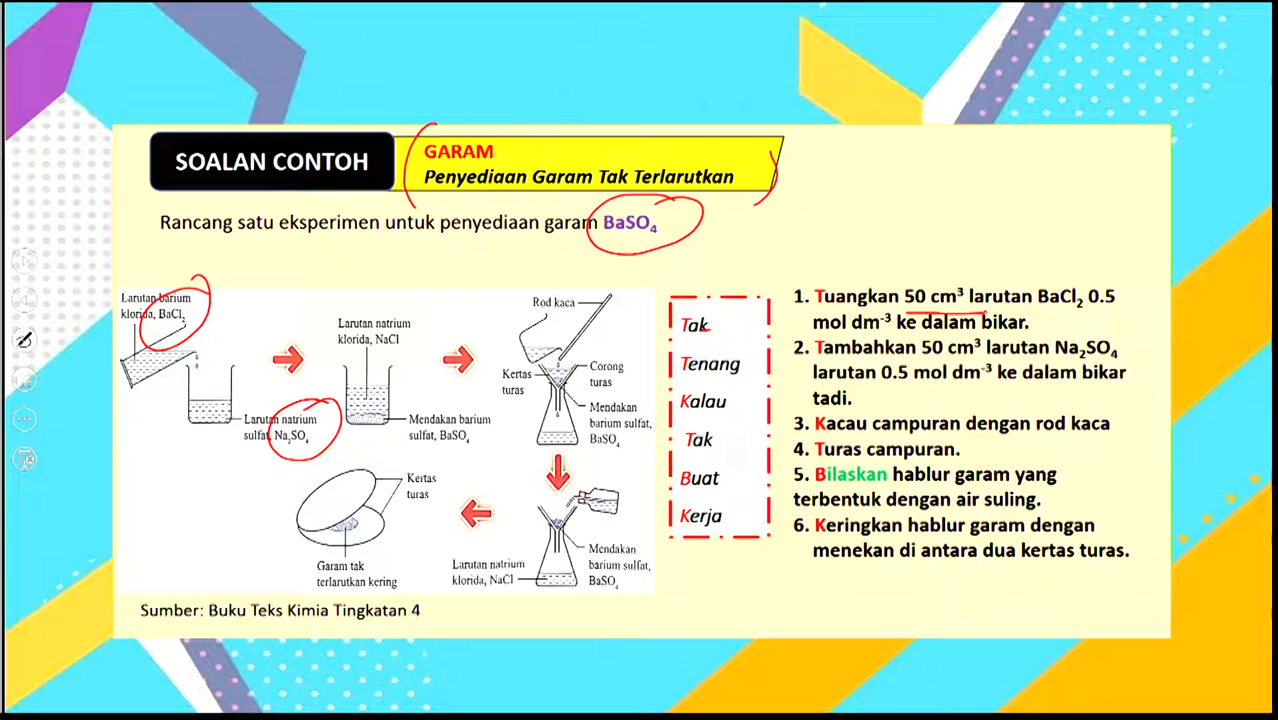 SOALAN CONTOH
GARAM
Penyediaan Garam Tak Terlarutkan
Rancang satu eksperimen untuk penyediaan garam BaSO₄
Larutan barium
klorida, BaCl₂
Larutan natrium
sulfat, Na₂SO₄
Larutan natrium
klorida, NaCl
Mendakan barium
sulfat, BaSO₄
Rod kaca
Kertas
turas
Corong
turas
Mendakan
barium sulfat,
BaSO₄
Kertas
turas
Garam tak
terlarutkan kering
Larutan natrium
klorida, NaCl
Mendakan
barium sulfat,
BaSO₄
Sumber: Buku Teks Kimia Tingkatan 4
Tak
Tenang
Kalau
Tak
Buat
Kerja
1. Tuangkan 50 cm³ larutan BaCl₂ 0.5
mol dm⁻³ ke dalam bikar.
2. Tambahkan 50 cm³ larutan Na₂SO₄
larutan 0.5 mol dm⁻³ ke dalam bikar
tadi.
3. Kacau campuran dengan rod kaca
4. Turas campuran.
5. Bilaskan hablur garam yang
terbentuk dengan air suling.
6. Keringkan hablur garam dengan
menekan di antara dua kertas turas.